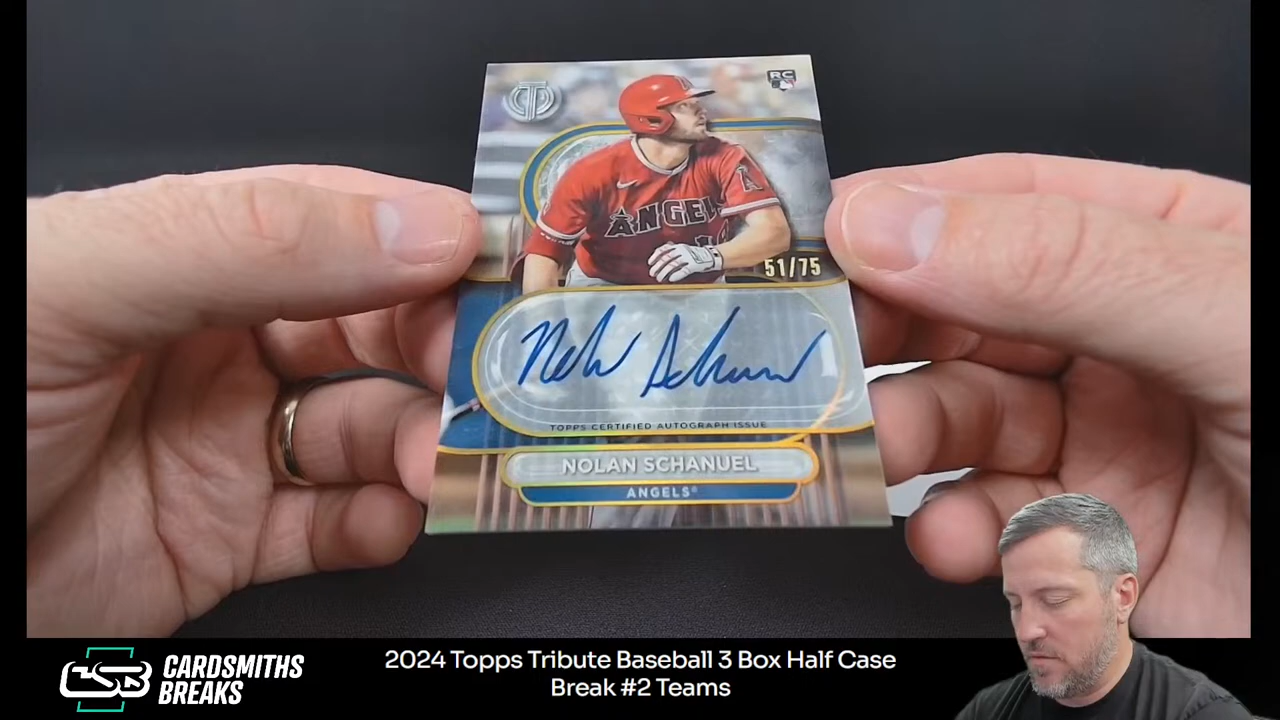 RC
ANGEL
51/75
Nolan Schanuel
TOPPS CERTIFIED AUTOGRAPH ISSUE
NOLAN SCHANUEL
ANGELS®
CSB
CARDSMITHS
BREAKS
2024 Topps Tribute Baseball 3 Box Half Case
Break #2 Teams